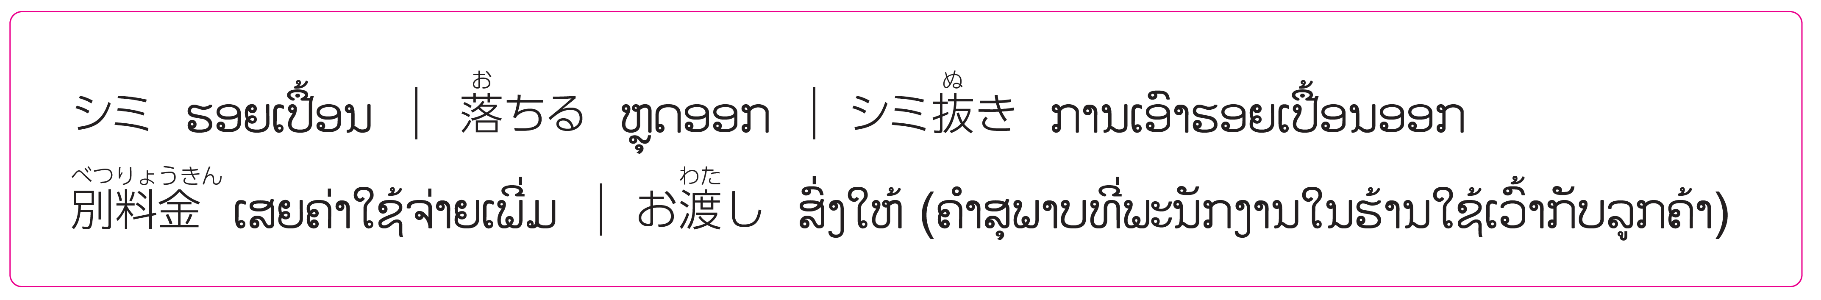 シミ ຮອຍເປື້ອນ | 落ちる ຫຼຸດອອກ | シミ抜き ການເອົາຮອຍເປື້ອນອອກ
別料金 ເສຍຄ່າໃຊ້ຈ່າຍເພີ່ມ | お渡し ສົ່ງໃຫ້ (ຄຳສຸພາບທີ່ພະນັກງານໃນຮ້ານໃຊ້ເວົ້າກັບລູກຄ້າ)